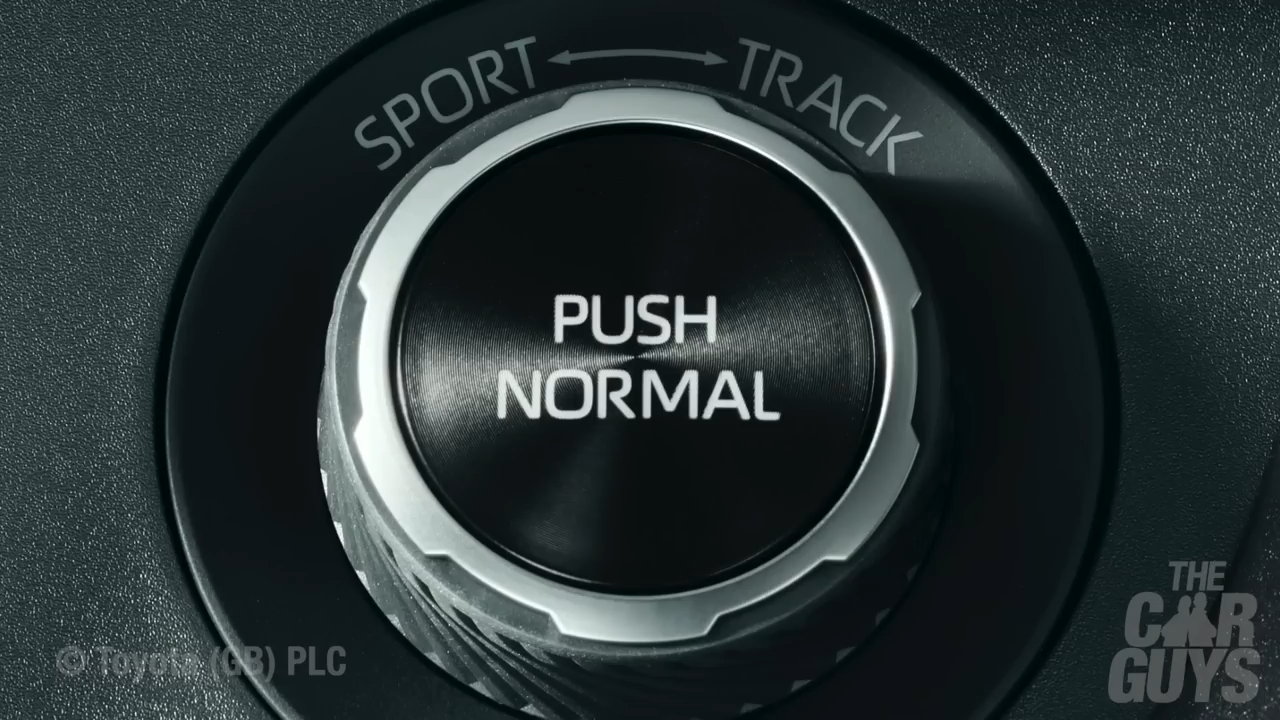 SPORT ↔ TRACK
PUSH
NORMAL
© Toyota (GB) PLC
THE
CAR
GUYS